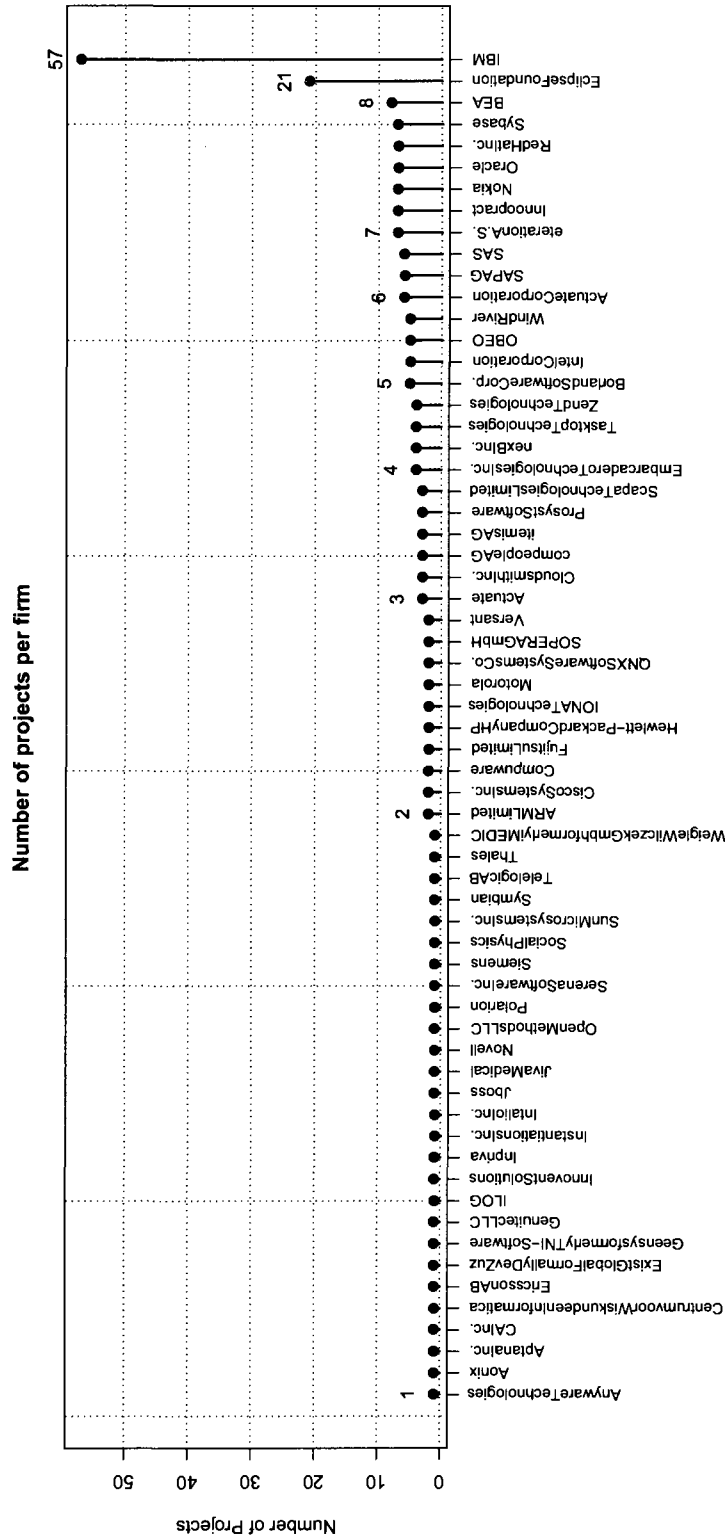 Number of projects per firm
Number of Projects
0
10
20
30
40
50
1
2
3
4
5
6
7
8
21
57
AnywareTechnologies
Aonix
AptanaInc.
CAInc.
CentrumvoorWiskundeenInformatica
EricssonAB
ExistGlobalFormallyDevZuz
GeensysformerlyTNI-Software
GenuitecLLC
ILOG
InnoventSolutions
Inpriva
InstantiationsInc.
IntalioInc.
Jboss
JivaMedical
Novell
OpenMethodsLLC
Polarion
SerenaSoftwareInc.
Siemens
SocialPhysics
SunMicrosystemsInc.
Symbian
TelelogicAB
Thales
WeigleWilczekGmbhformerlyiMEDIC
ARMLimited
CiscoSystemsInc.
Compuware
FujitsuLimited
Hewlett-PackardCompanyHP
IONATechnologies
Motorola
QNXSoftwareSystemsCo.
SOPERAGmbH
Versant
Actuate
CloudsmithInc.
compeopleAG
itemisAG
ProsystSoftware
ScapaTechnologiesLimited
EmbarcaderoTechnologiesInc.
nexBInc.
TasktopTechnologies
ZendTechnologies
BorlandSoftwareCorp.
IntelCorporation
OBEO
WindRiver
ActuateCorporation
SAPAG
SAS
eterationA.S.
Innoopract
Nokia
Oracle
RedHatInc.
Sybase
BEA
EclipseFoundation
IBM